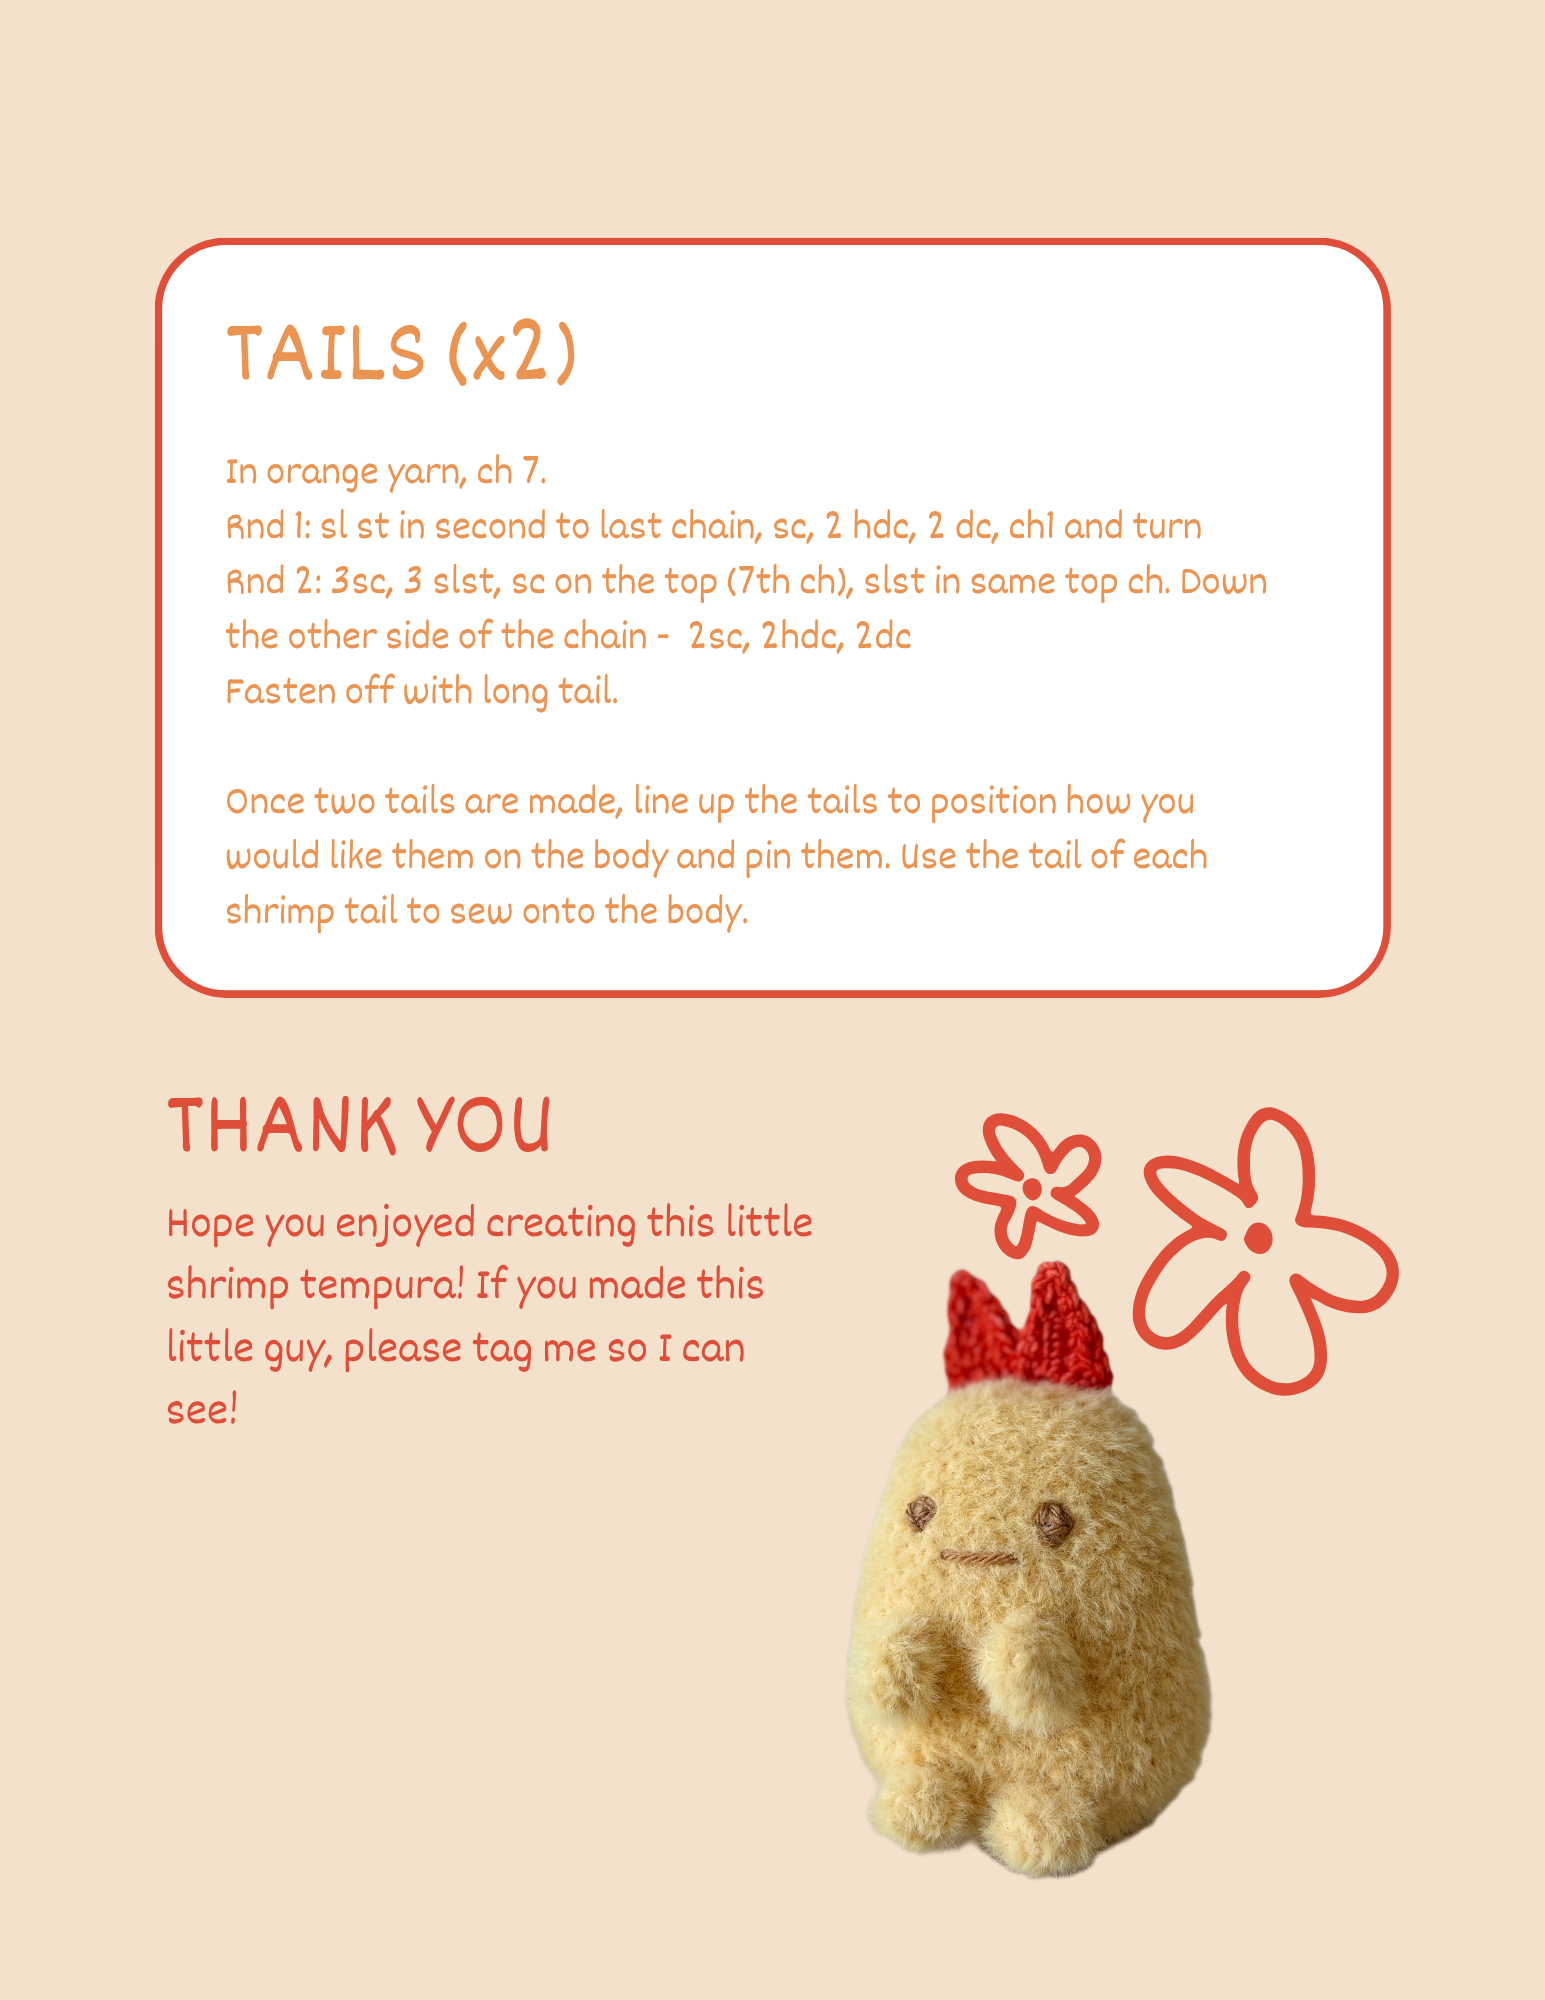 TAILS (x2)
In orange yarn, ch 7.
Rnd 1: sl st in second to last chain, sc, 2 hdc, 2 dc, ch1 and turn
Rnd 2: 3sc, 3 slst, sc on the top (7th ch), slst in same top ch. Down
the other side of the chain -  2sc, 2hdc, 2dc
Fasten off with long tail.
Once two tails are made, line up the tails to position how you
would like them on the body and pin them. Use the tail of each
shrimp tail to sew onto the body.
THANK YOU
Hope you enjoyed creating this little
shrimp tempura! If you made this
little guy, please tag me so I can
see!